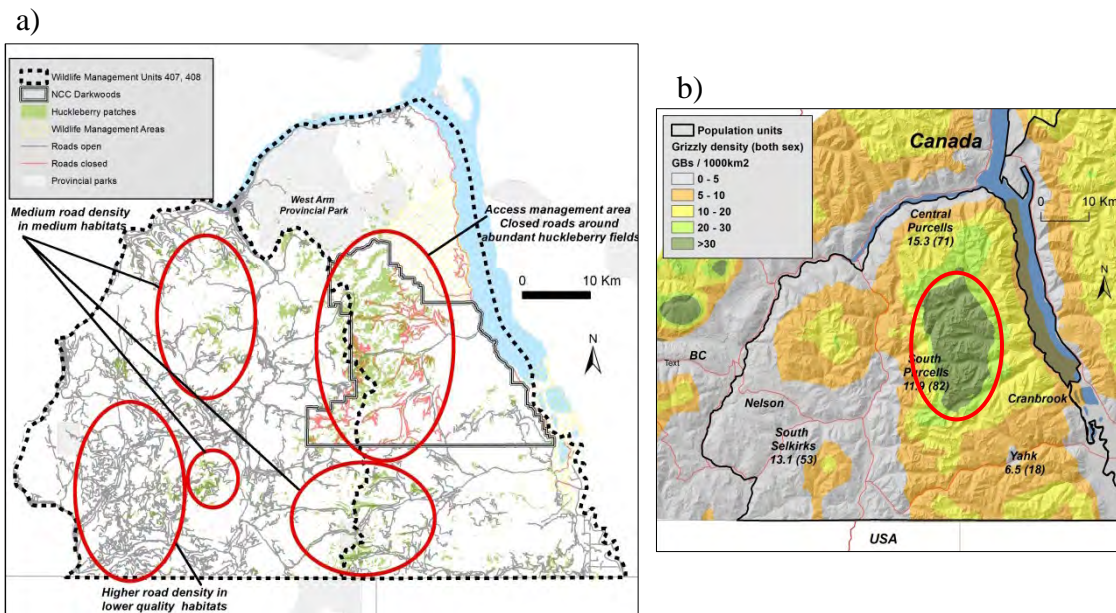 a)
Wildlife Management Units 407, 408
NCC Darkwoods
Huckleberry patches
Wildlife Management Areas
Roads open
Roads closed
Provincial parks
Medium road density
in medium habitats
West Arm
Provincial Park
Access management area
Closed roads around
abundant huckleberry fields
0 10 Km
N
Higher road density in
lower quality habitats
b)
Population units
Grizzly density (both sex)
GBs / 1000km2
0 - 5
5 - 10
10 - 20
20 - 30
>30
Canada
Central
Purcells
15.3 (71)
0 10 Km
N
BC
Text
South
Purcells
11.9 (82)
Nelson
Cranbrook
South
Selkirks
13.1 (53)
Yahk
6.5 (18)
USA